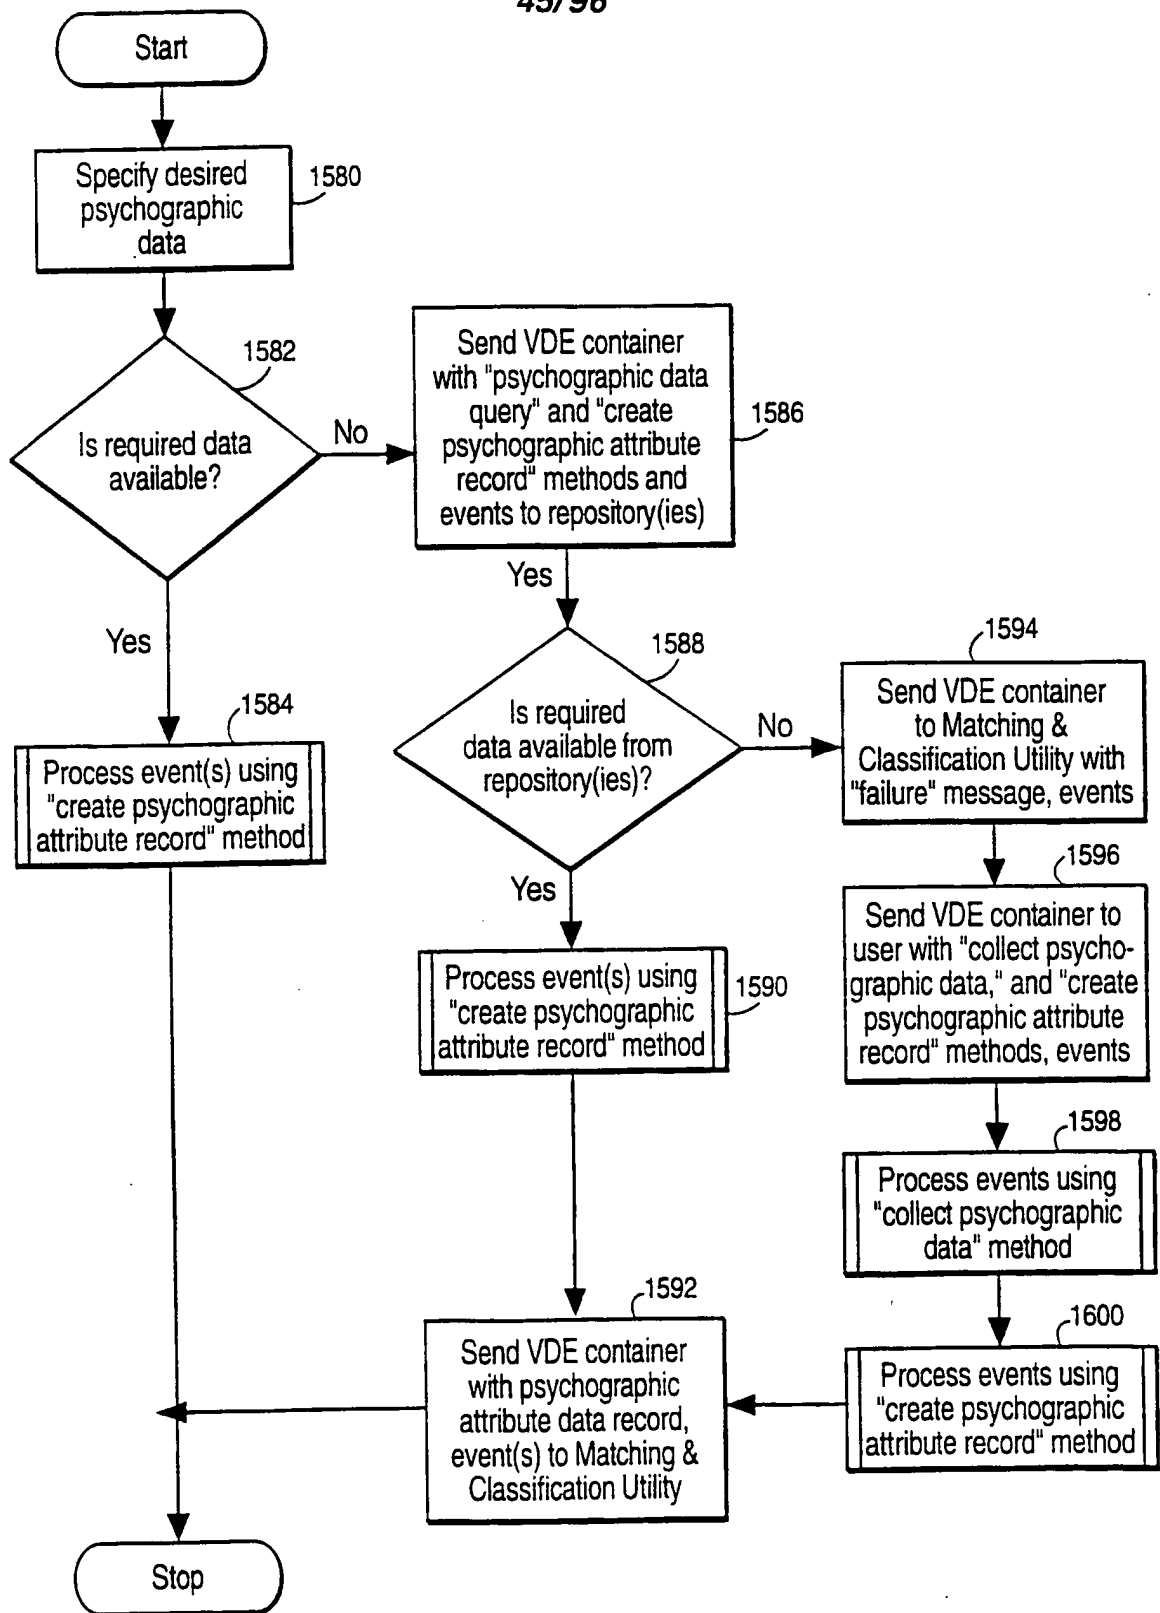 45/96
Start
Specify desired
psychographic
data
1580
Is required data
available?
1582
No
Yes
Send VDE container
with "psychographic data
query" and "create
psychographic attribute
record" methods and
events to repository(ies)
1586
Yes
1584
Process event(s) using
"create psychographic
attribute record" method
Is required
data available from
repository(ies)?
1588
No
Yes
1594
Send VDE container
to Matching &
Classification Utility with
"failure" message, events
1596
Send VDE container to
user with "collect psycho-
graphic data," and "create
psychographic attribute
record" methods, events
Process event(s) using
"create psychographic
attribute record" method
1590
1598
Process events using
"collect psychographic
data" method
1600
Process events using
"create psychographic
attribute record" method
1592
Send VDE container
with psychographic
attribute data record,
event(s) to Matching &
Classification Utility
Stop